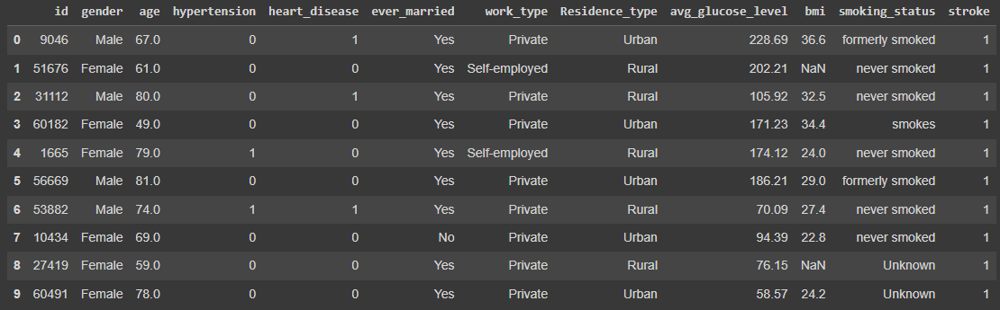 id gender age hypertension heart_disease ever_married work_type Residence_type avg_glucose_level bmi smoking_status stroke
0 9046 Male 67.0 0 1 Yes Private Urban 228.69 36.6 formerly smoked 1
1 51676 Female 61.0 0 0 Yes Self-employed Rural 202.21 NaN never smoked 1
2 31112 Male 80.0 0 1 Yes Private Rural 105.92 32.5 never smoked 1
3 60182 Female 49.0 0 0 Yes Private Urban 171.23 34.4 smokes 1
4 1665 Female 79.0 1 0 Yes Self-employed Rural 174.12 24.0 never smoked 1
5 56669 Male 81.0 0 0 Yes Private Urban 186.21 29.0 formerly smoked 1
6 53882 Male 74.0 1 1 Yes Private Rural 70.09 27.4 never smoked 1
7 10434 Female 69.0 0 0 No Private Urban 94.39 22.8 never smoked 1
8 27419 Female 59.0 0 0 Yes Private Rural 76.15 NaN Unknown 1
9 60491 Female 78.0 0 0 Yes Private Urban 58.57 24.2 Unknown 1